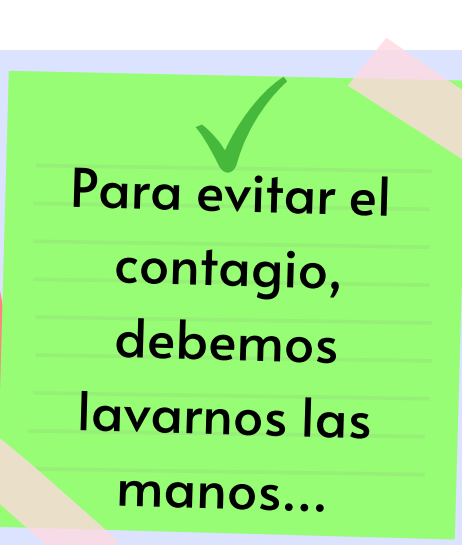 Para evitar el
contagio,
debemos
lavarnos las
manos...